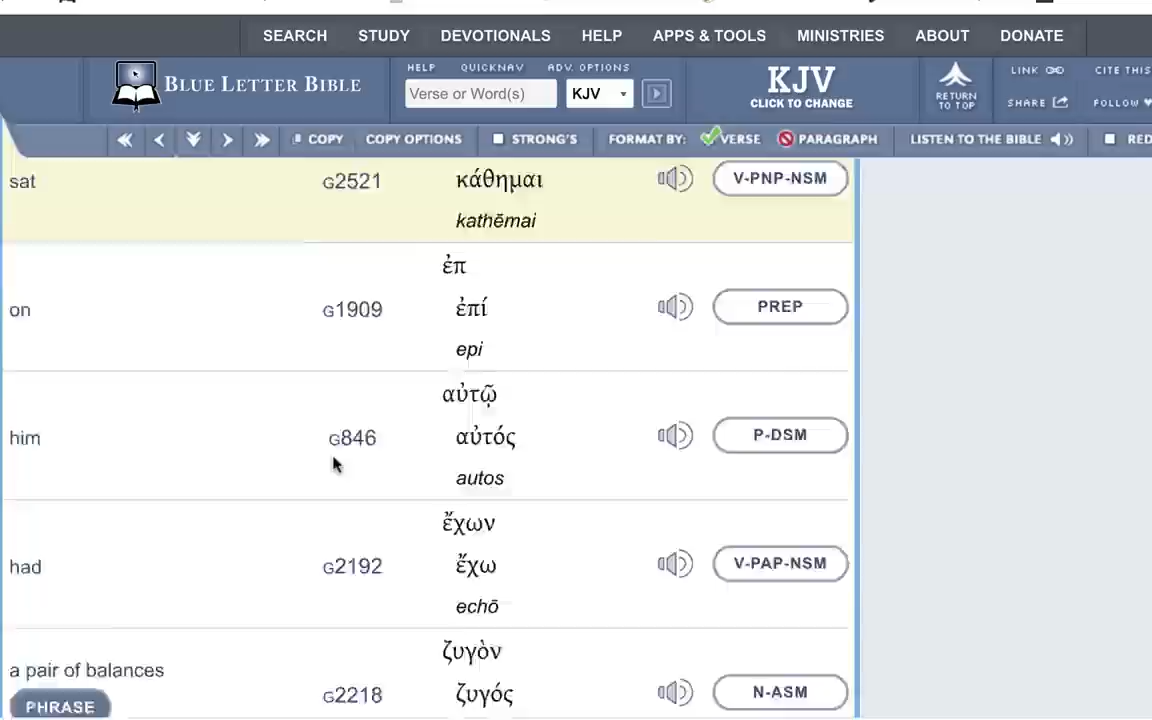 SEARCH STUDY DEVOTIONALS HELP APPS & TOOLS MINISTRIES ABOUT DONATE
BLUE LETTER BIBLE
HELP QUICKNAV ADV. OPTIONS
Verse or Word(s) KJV
KJV
CLICK TO CHANGE
RETURN
TO TOP
LINK CITE THIS
SHARE FOLLOW
COPY COPY OPTIONS STRONG'S FORMAT BY: VERSE PARAGRAPH LISTEN TO THE BIBLE RED
sat G2521 κάθημαι V-PNP-NSM
kathēmai
ἐπ
on G1909 ἐπί PREP
epi
αὐτῷ
him G846 αὐτός P-DSM
autos
ἔχων
had G2192 ἔχω V-PAP-NSM
echō
ζυγὸν
a pair of balances
PHRASE G2218 ζυγός N-ASM